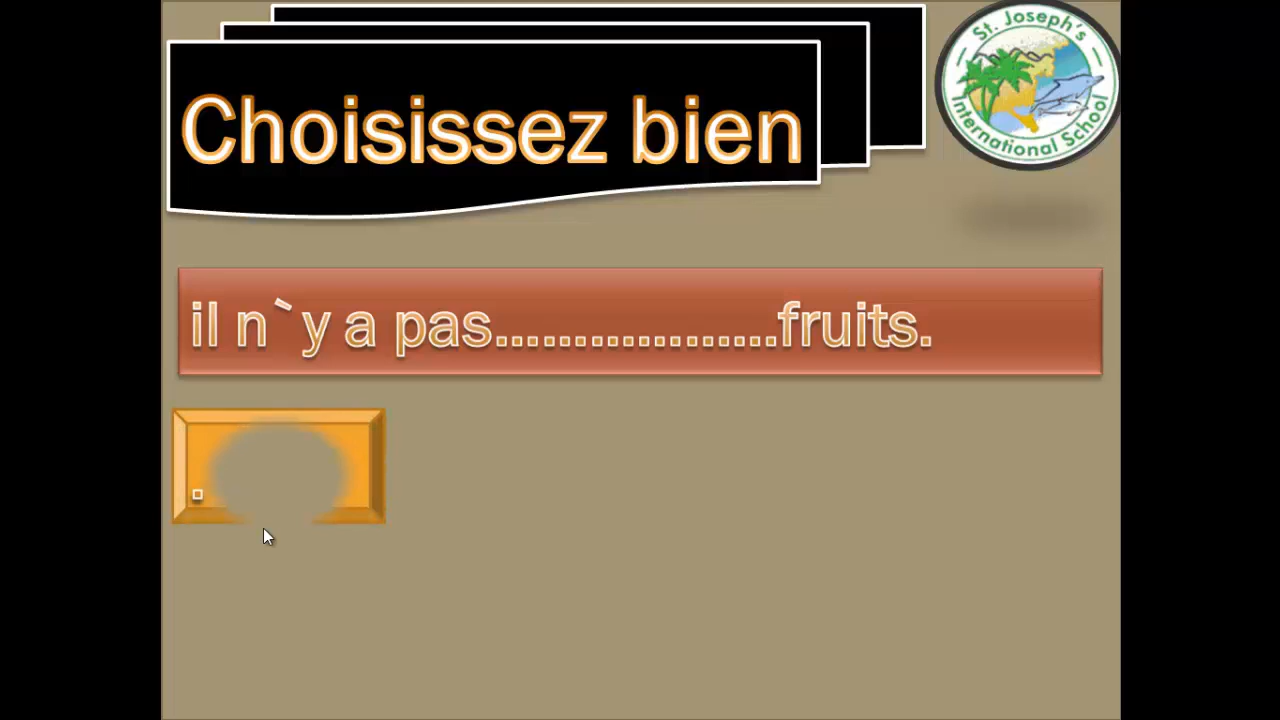 Choisissez bien
St. Joseph's
International School
il n`y a pas..................fruits.
.